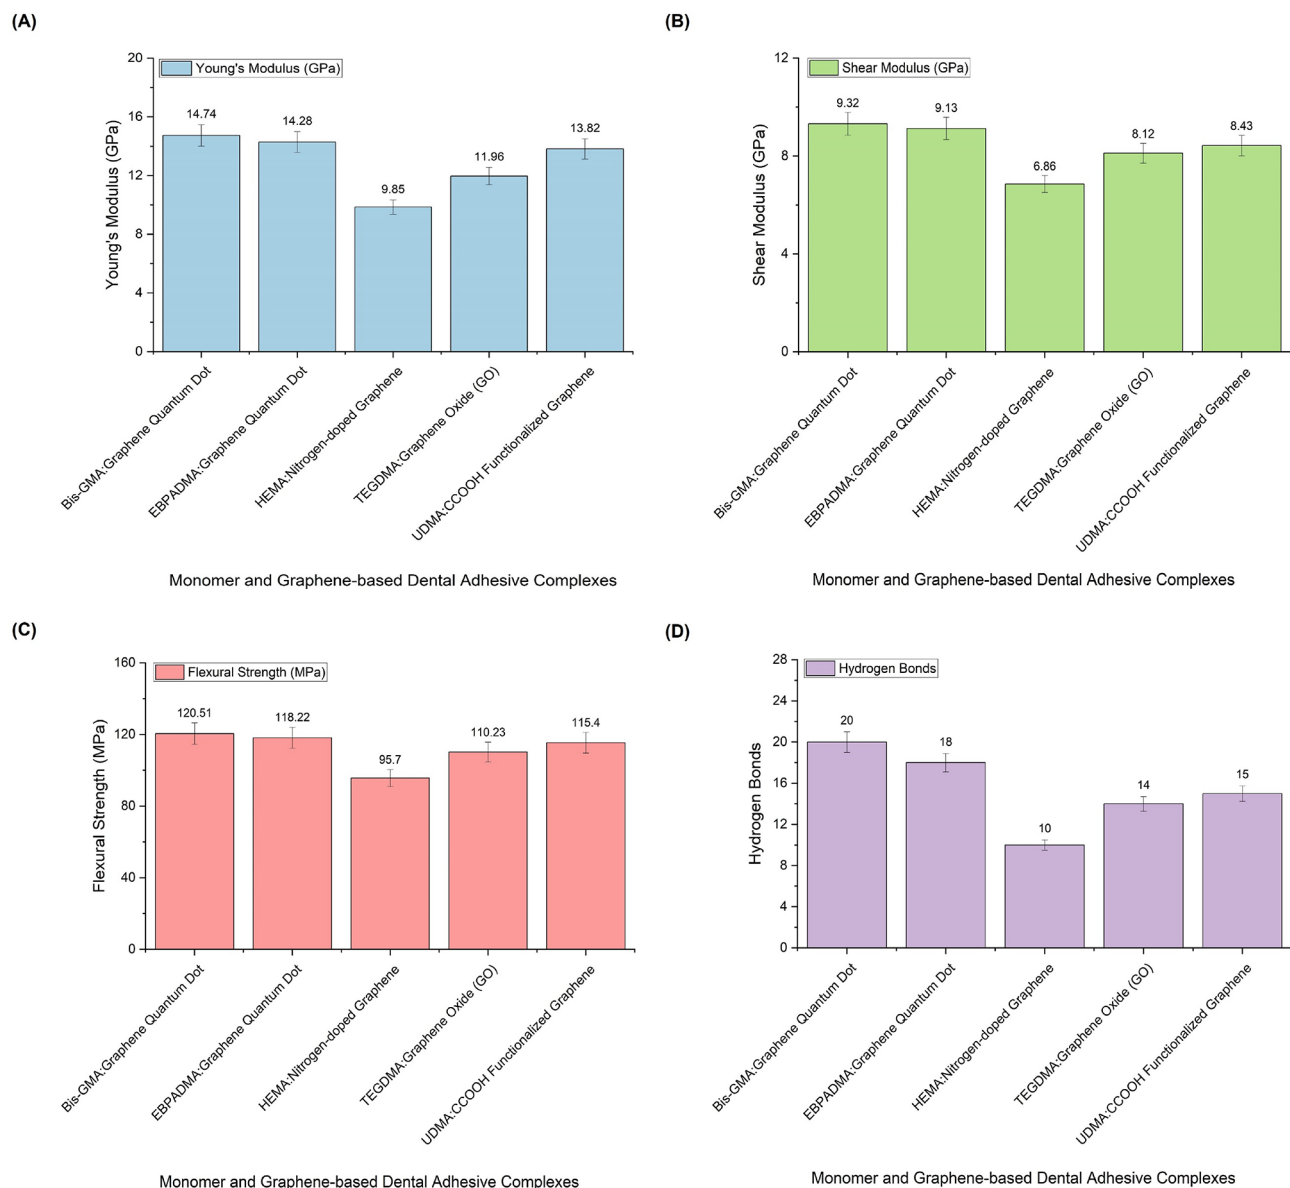 (A)
Young's Modulus (GPa)
Young's Modulus (GPa)
20
16
12
8
4
0
14.74
14.28
9.85
11.96
13.82
Bis-GMA:Graphene Quantum Dot
EBPADMA:Graphene Quantum Dot
HEMA:Nitrogen-doped Graphene
TEGDMA:Graphene Oxide (GO)
UDMA:CCOOH Functionalized Graphene
Monomer and Graphene-based Dental Adhesive Complexes
(B)
Shear Modulus (GPa)
Shear Modulus (GPa)
12
8
4
0
9.32
9.13
6.86
8.12
8.43
Bis-GMA:Graphene Quantum Dot
EBPADMA:Graphene Quantum Dot
HEMA:Nitrogen-doped Graphene
TEGDMA:Graphene Oxide (GO)
UDMA:CCOOH Functionalized Graphene
Monomer and Graphene-based Dental Adhesive Complexes
(C)
Flexural Strength (MPa)
Flexural Strength (MPa)
160
120
80
40
0
120.51
118.22
95.7
110.23
115.4
Bis-GMA:Graphene Quantum Dot
EBPADMA:Graphene Quantum Dot
HEMA:Nitrogen-doped Graphene
TEGDMA:Graphene Oxide (GO)
UDMA:CCOOH Functionalized Graphene
Monomer and Graphene-based Dental Adhesive Complexes
(D)
Hydrogen Bonds
Hydrogen Bonds
28
24
20
16
12
8
4
0
20
18
10
14
15
Bis-GMA:Graphene Quantum Dot
EBPADMA:Graphene Quantum Dot
HEMA:Nitrogen-doped Graphene
TEGDMA:Graphene Oxide (GO)
UDMA:CCOOH Functionalized Graphene
Monomer and Graphene-based Dental Adhesive Complexes